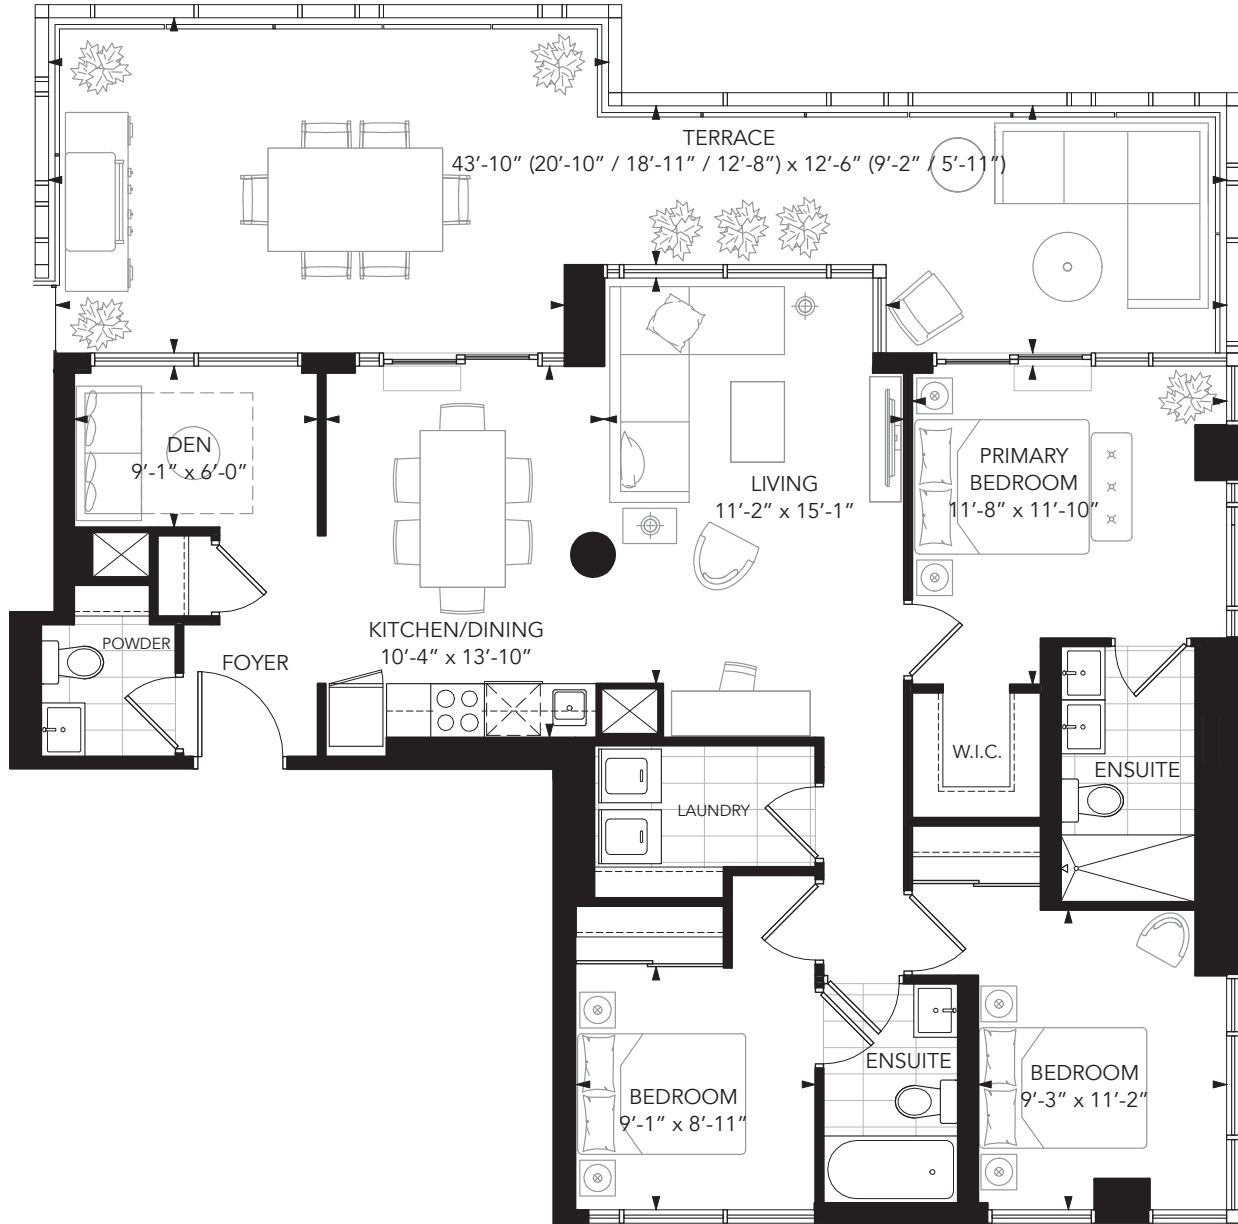 TERRACE
43’-10” (20’-10” / 18’-11” / 12’-8”) x 12’-6” (9’-2” / 5’-11”)
DEN
9’-1” x 6’-0”
LIVING
11’-2” x 15’-1”
PRIMARY
BEDROOM
11’-8” x 11’-10”
KITCHEN/DINING
10’-4” x 13’-10”
POWDER
FOYER
W.I.C.
ENSUITE
LAUNDRY
ENSUITE
BEDROOM
9’-1” x 8’-11”
BEDROOM
9’-3” x 11’-2”